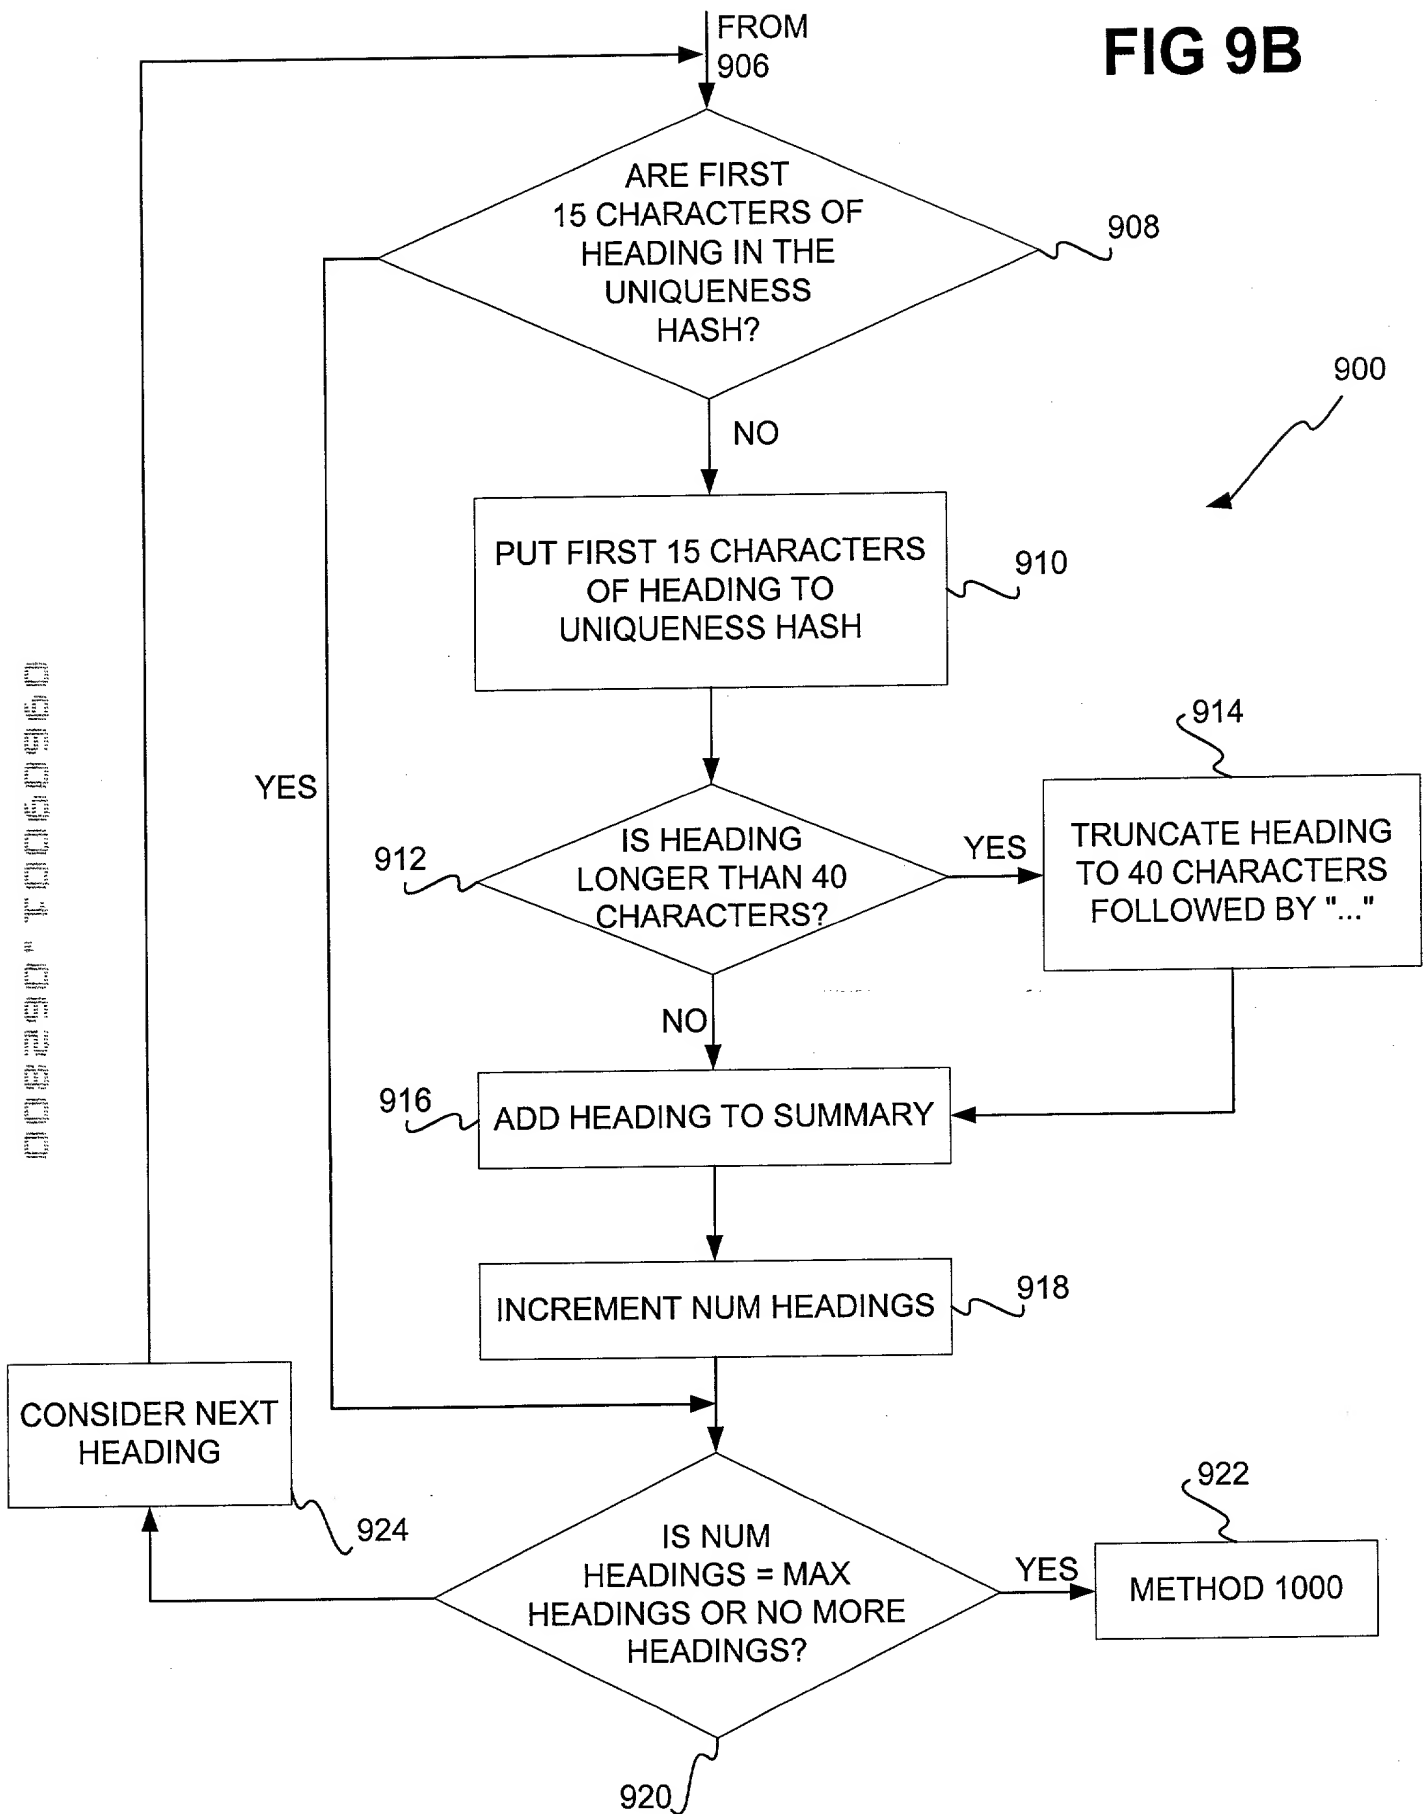 FROM
906
FIG 9B
ARE FIRST
15 CHARACTERS OF
HEADING IN THE
UNIQUENESS
HASH?
908
900
NO
PUT FIRST 15 CHARACTERS
OF HEADING TO
UNIQUENESS HASH
910
YES
912
IS HEADING
LONGER THAN 40
CHARACTERS?
YES
914
TRUNCATE HEADING
TO 40 CHARACTERS
FOLLOWED BY "..."
NO
916
ADD HEADING TO SUMMARY
INCREMENT NUM HEADINGS
918
CONSIDER NEXT
HEADING
924
IS NUM
HEADINGS = MAX
HEADINGS OR NO MORE
HEADINGS?
YES
922
METHOD 1000
920